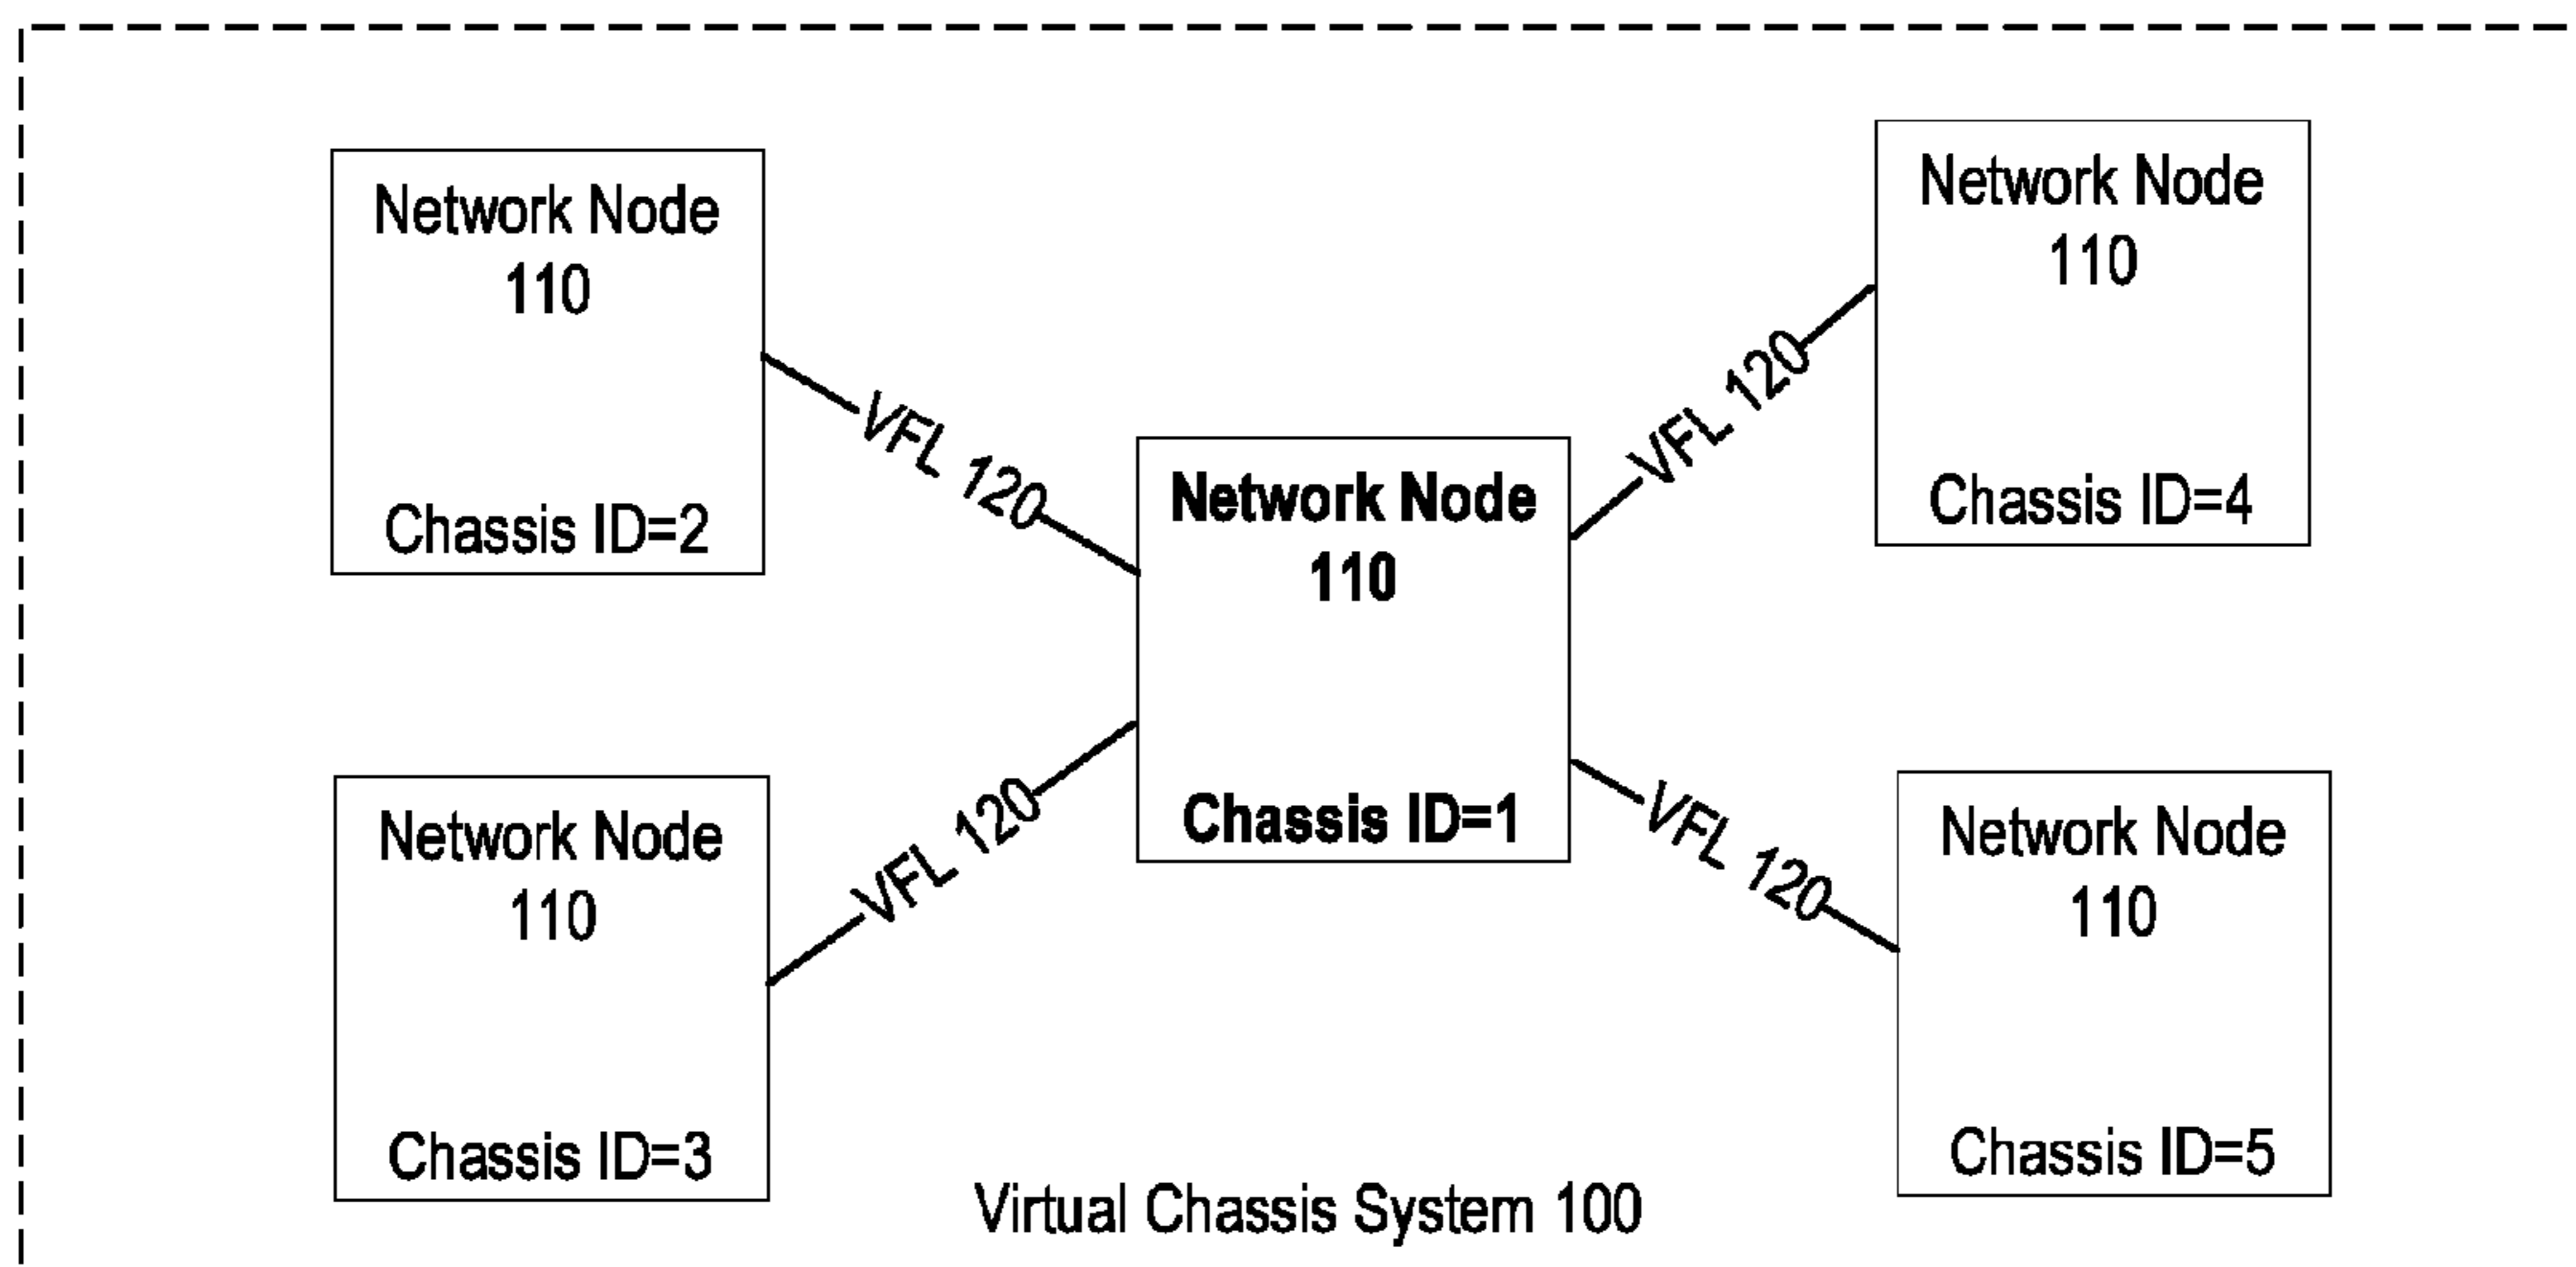 Network Node
110
Chassis ID=2
VFL 120
Network Node
110
Chassis ID=4
VFL 120
Network Node
110
Chassis ID=1
Network Node
110
Chassis ID=3
VFL 120
VFL 120
Network Node
110
Chassis ID=5
Virtual Chassis System 100